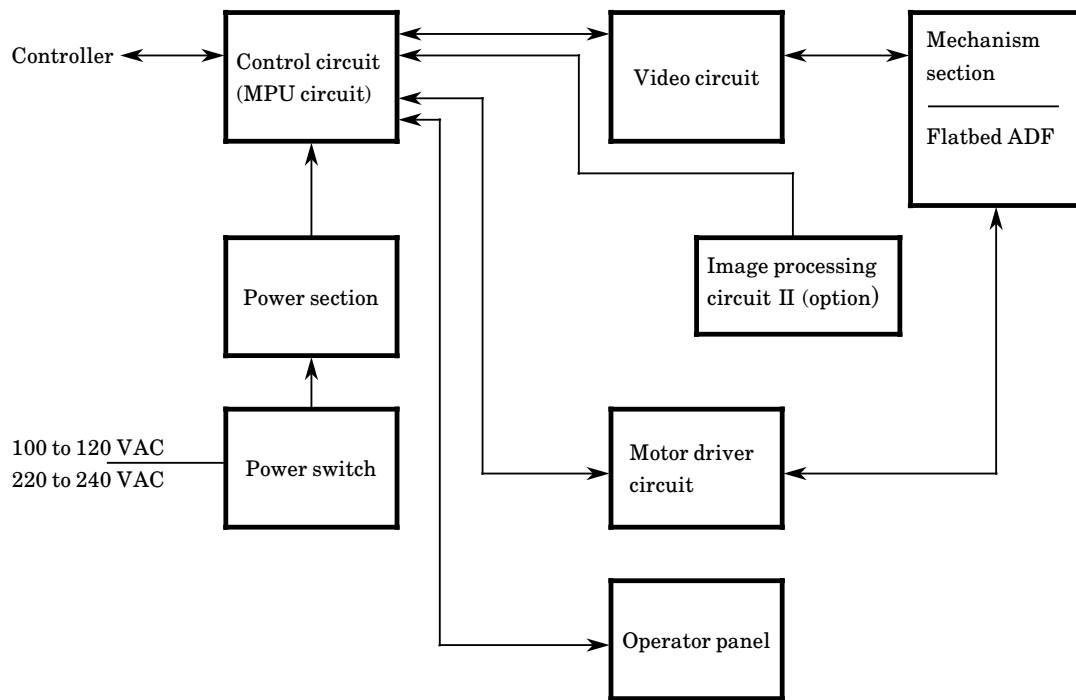 Controller
Control circuit
(MPU circuit)
Video circuit
Mechanism
section
Flatbed ADF
Image processing
circuit II (option)
Power section
100 to 120 VAC
220 to 240 VAC
Power switch
Motor driver
circuit
Operator panel